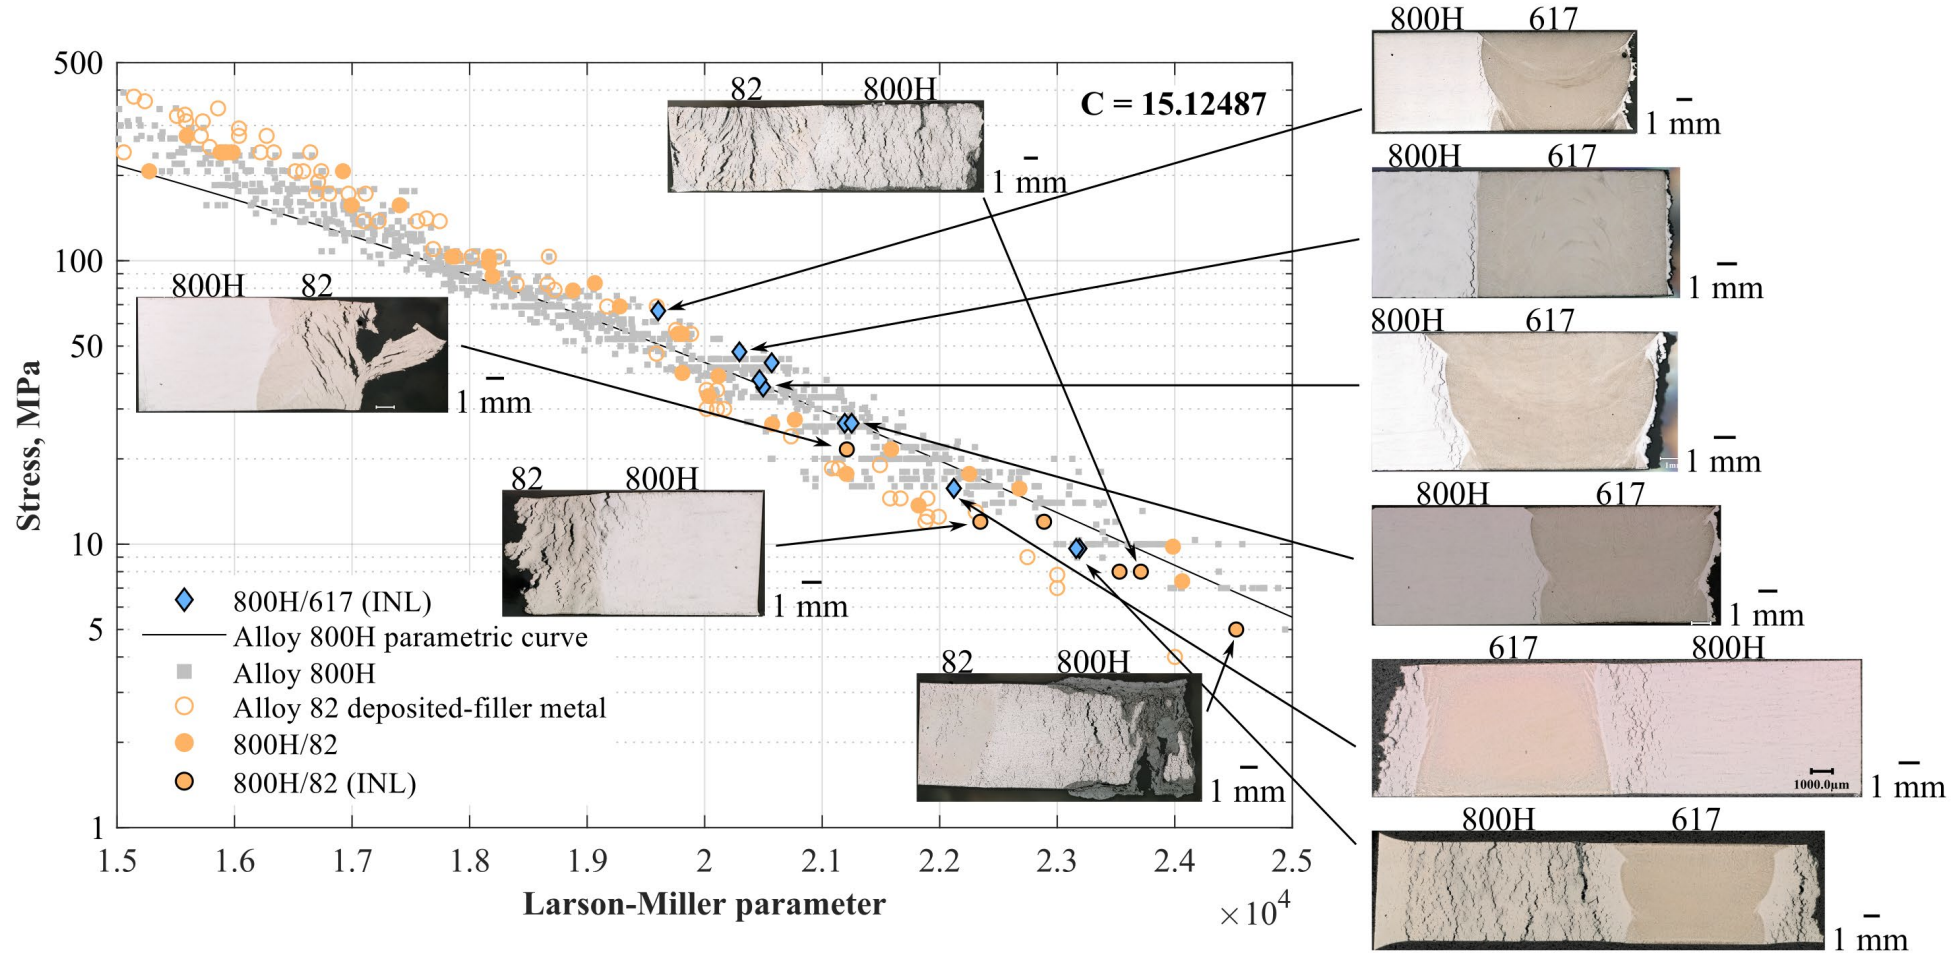 800H 617
1 mm
800H 617
1 mm
800H 617
1 mm
1 mm
800H 617
1 mm
617 800H
1000.0μm
1 mm
800H 617
1 mm
82 800H
1 mm
C = 15.12487
800H 82
1 mm
82 800H
1 mm
82 800H
1 mm
800H/617 (INL)
Alloy 800H parametric curve
Alloy 800H
Alloy 82 deposited-filler metal
800H/82
800H/82 (INL)
Stress, MPa
500
100
50
10
5
1
1.5 1.6 1.7 1.8 1.9 2 2.1 2.2 2.3 2.4 2.5
Larson-Miller parameter
×10⁴